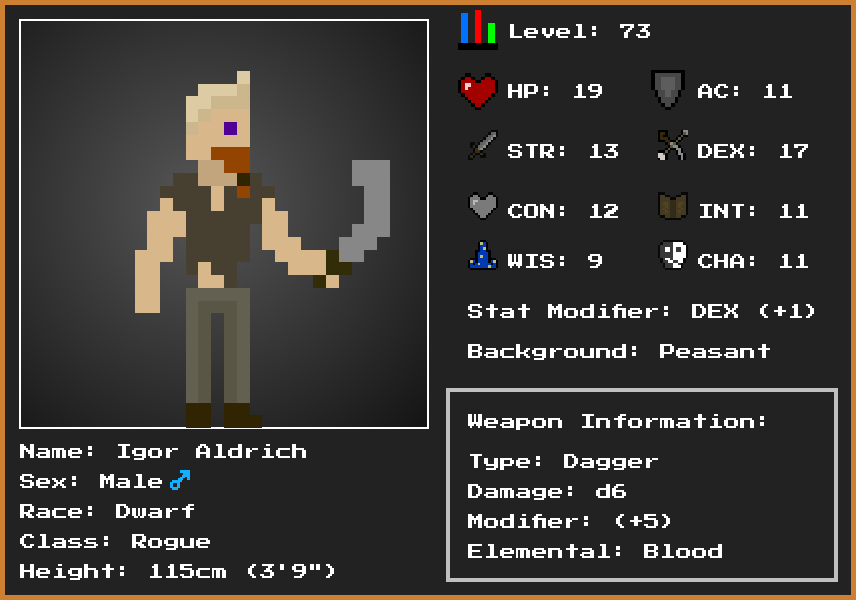 Level: 73
HP: 19
AC: 11
STR: 13
DEX: 17
CON: 12
INT: 11
WIS: 9
CHA: 11
Stat Modifier: DEX (+1)
Background: Peasant
Weapon Information:
Type: Dagger
Damage: d6
Modifier: (+5)
Elemental: Blood
Name: Igor Aldrich
Sex: Male ♂
Race: Dwarf
Class: Rogue
Height: 115cm (3'9")